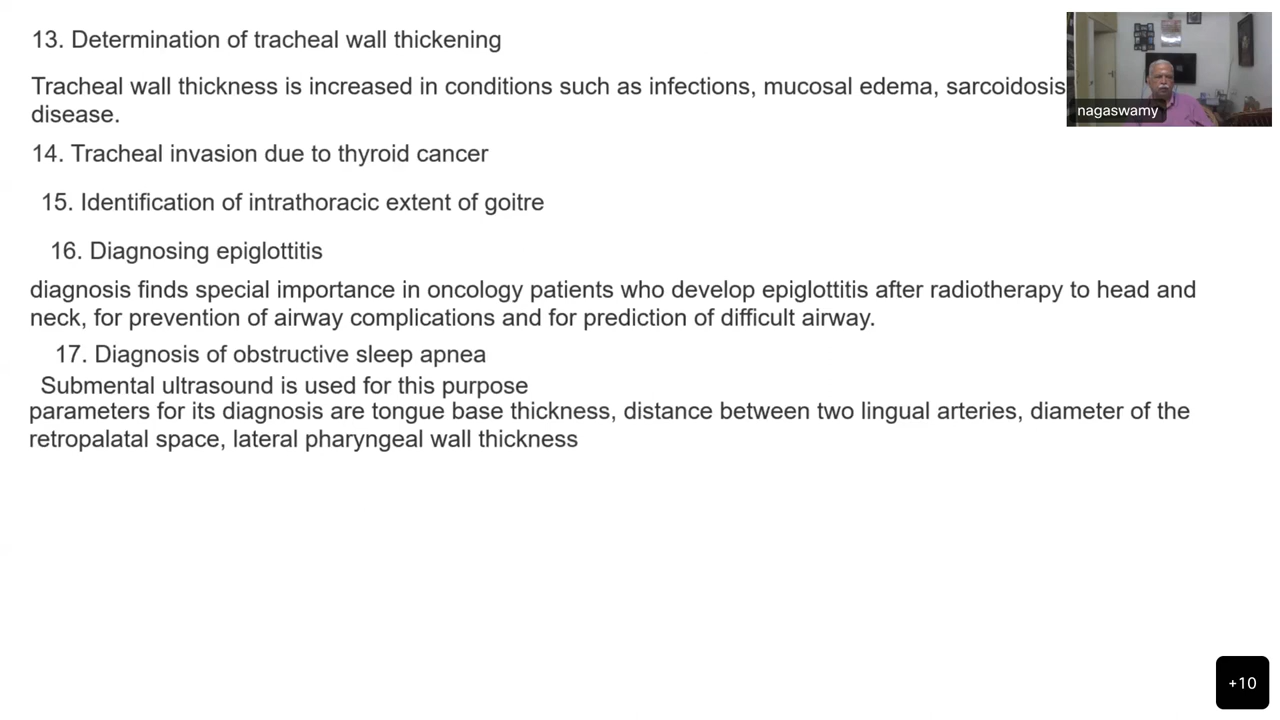 13. Determination of tracheal wall thickening
Tracheal wall thickness is increased in conditions such as infections, mucosal edema, sarcoidosis
disease.
14. Tracheal invasion due to thyroid cancer
15. Identification of intrathoracic extent of goitre
16. Diagnosing epiglottitis
diagnosis finds special importance in oncology patients who develop epiglottitis after radiotherapy to head and
neck, for prevention of airway complications and for prediction of difficult airway.
17. Diagnosis of obstructive sleep apnea
Submental ultrasound is used for this purpose
parameters for its diagnosis are tongue base thickness, distance between two lingual arteries, diameter of the
retropalatal space, lateral pharyngeal wall thickness
nagaswamy
+10